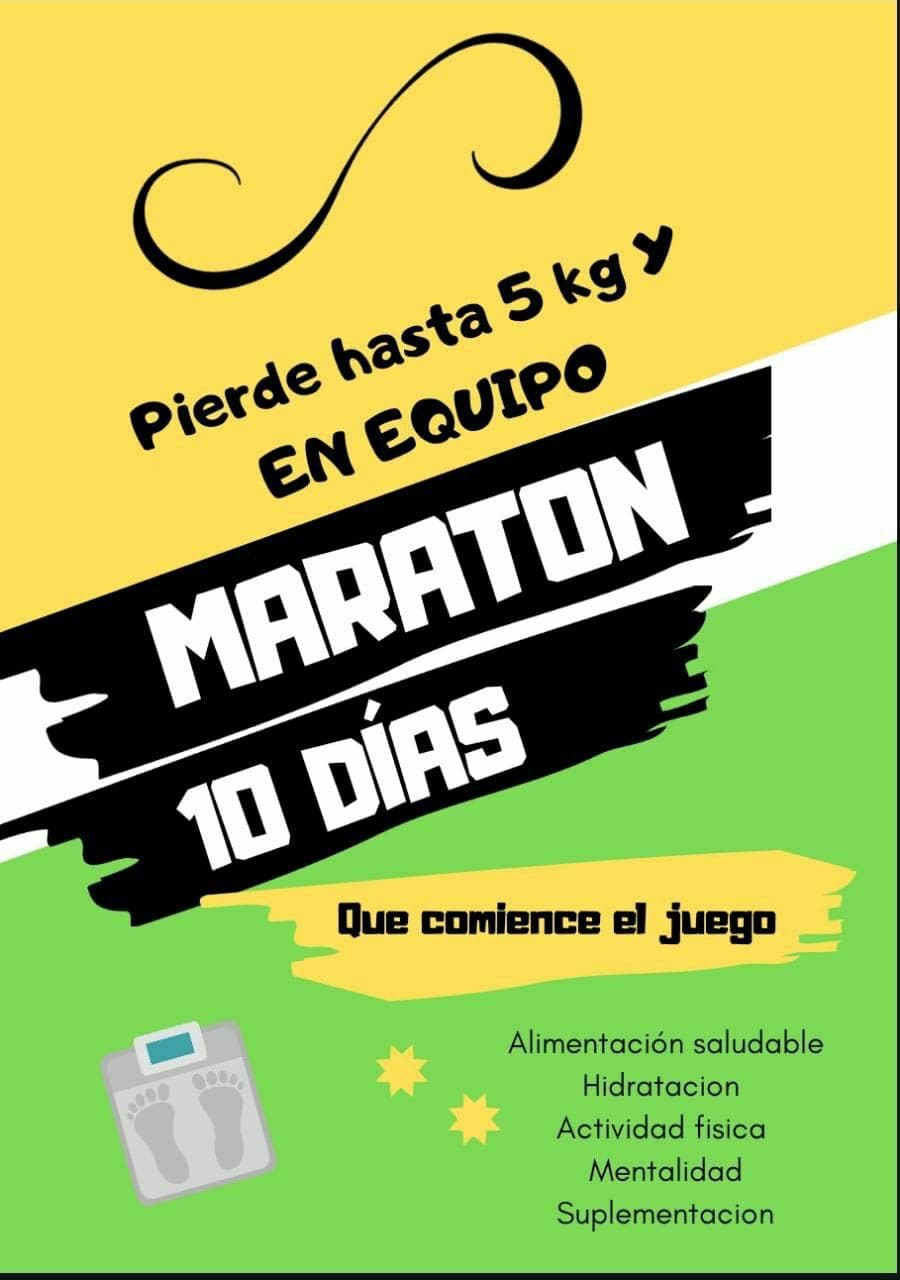 Pierde hasta 5 kg y
EN EQUIPO
MARATON
10 DÍAS
Que comience el juego
Alimentación saludable
Hidratacion
Actividad fisica
Mentalidad
Suplementacion